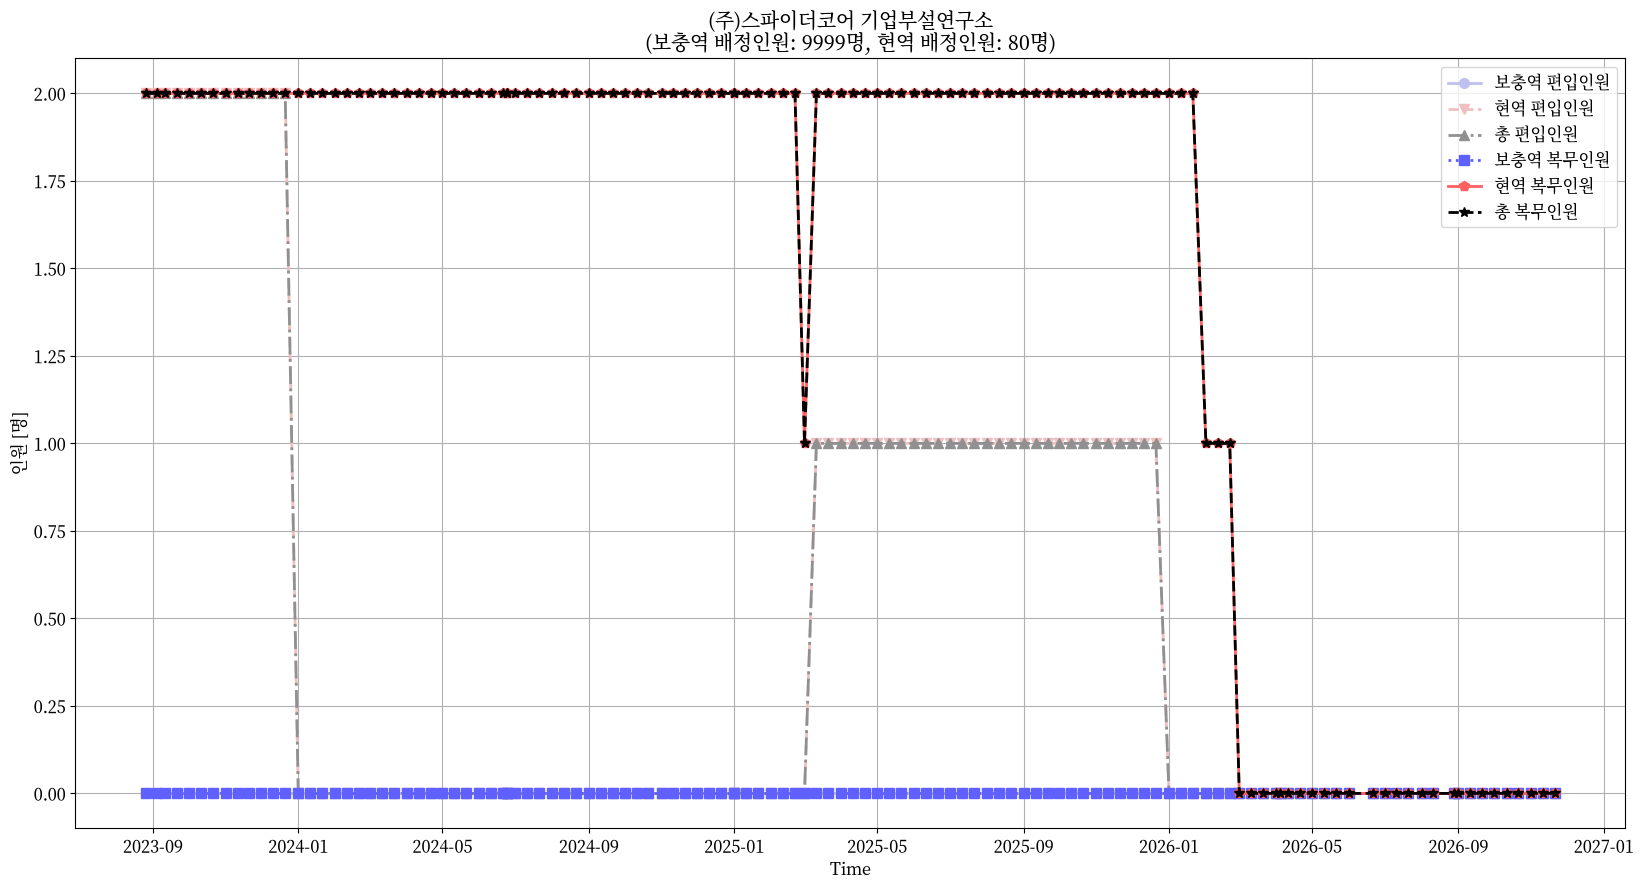 (주)스파이더코어 기업부설연구소
(보충역 배정인원: 9999명, 현역 배정인원: 80명)
보충역 편입인원
현역 편입인원
총 편입인원
보충역 복무인원
현역 복무인원
총 복무인원
인원 [명]
2.00
1.75
1.50
1.25
1.00
0.75
0.50
0.25
0.00
2023-09
2024-01
2024-05
2024-09
2025-01
2025-05
2025-09
2026-01
2026-05
2026-09
2027-01
Time